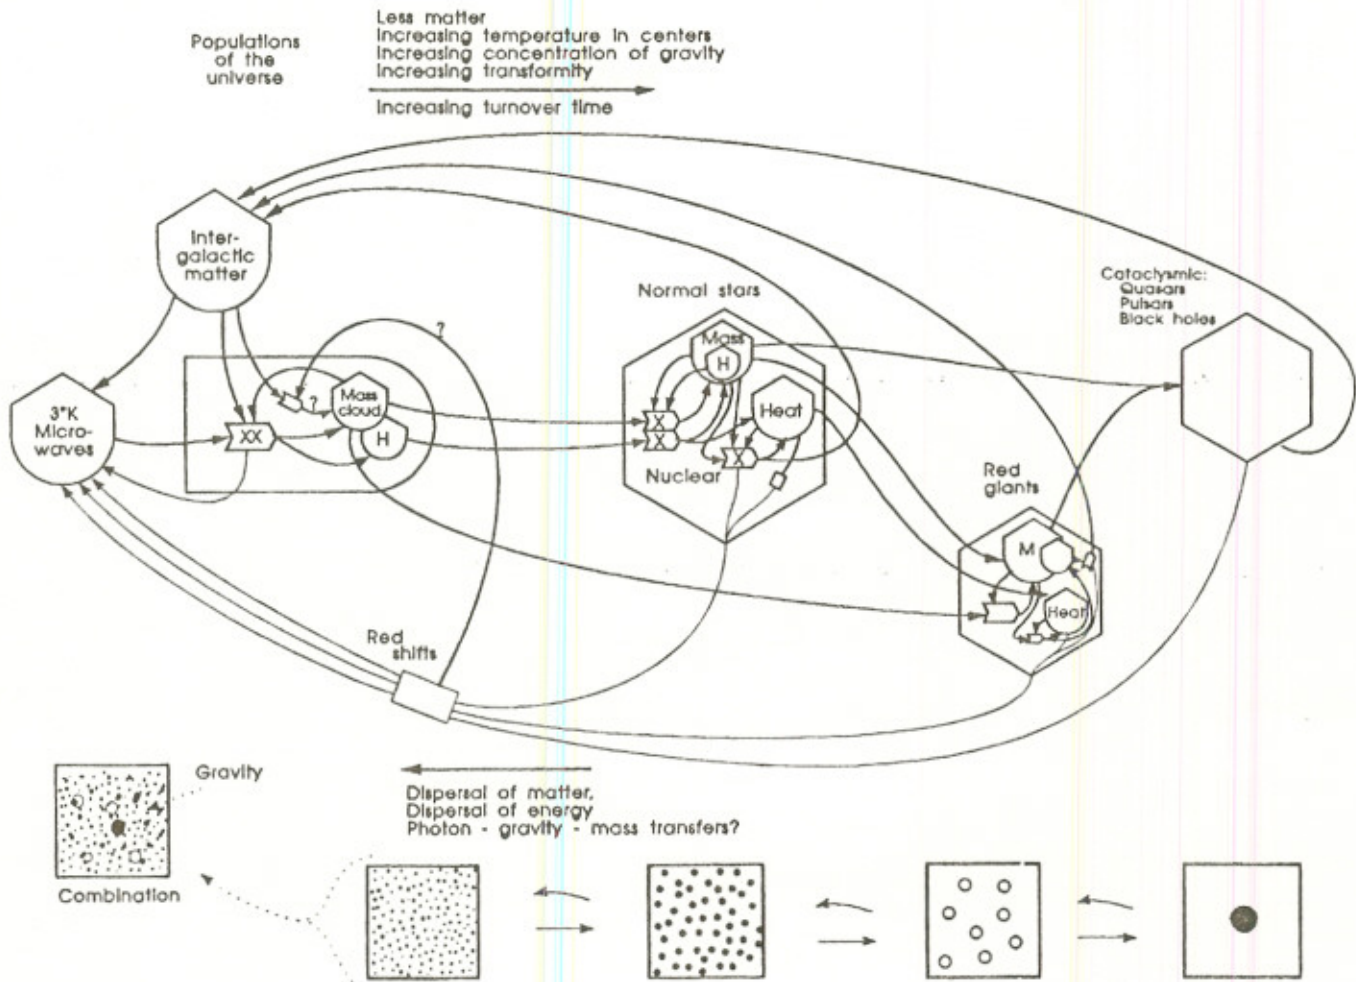 Populations
of the
universe
Less matter
Increasing temperature in centers
Increasing concentration of gravity
Increasing transformity
Increasing turnover time
Inter-
galactic
matter
Normal stars
Cataclysmic:
Quasars
Pulsars
Black holes
?
3°K
Micro-
waves
XX
?
Mass
cloud
H
Mass
H
X
X
Heat
X
Nuclear
Red
giants
M
Heat
Red
shifts
Gravity
Combination
Dispersal of matter,
Dispersal of energy
Photon - gravity - mass transfers?